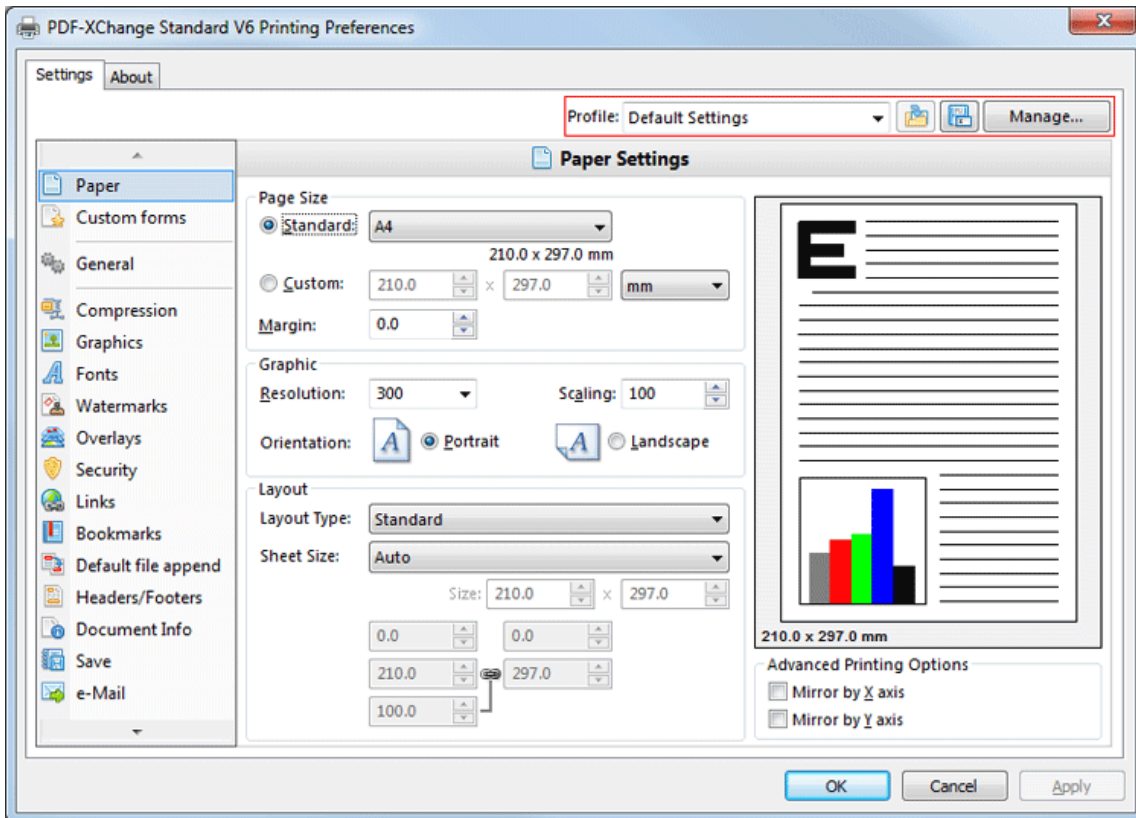 PDF-XChange Standard V6 Printing Preferences
Settings About
Profile: Default Settings Manage...
Paper Settings
Paper
Custom forms
General
Compression
Graphics
Fonts
Watermarks
Overlays
Security
Links
Bookmarks
Default file append
Headers/Footers
Document Info
Save
e-Mail
Page Size
Standard: A4
210.0 x 297.0 mm
Custom: 210.0 x 297.0 mm
Margin: 0.0
Graphic
Resolution: 300 Scaling: 100
Orientation: A Portrait A Landscape
Layout
Layout Type: Standard
Sheet Size: Auto
Size: 210.0 x 297.0
0.0 0.0
210.0 297.0
100.0
E
210.0 x 297.0 mm
Advanced Printing Options
Mirror by X axis
Mirror by Y axis
OK Cancel Apply